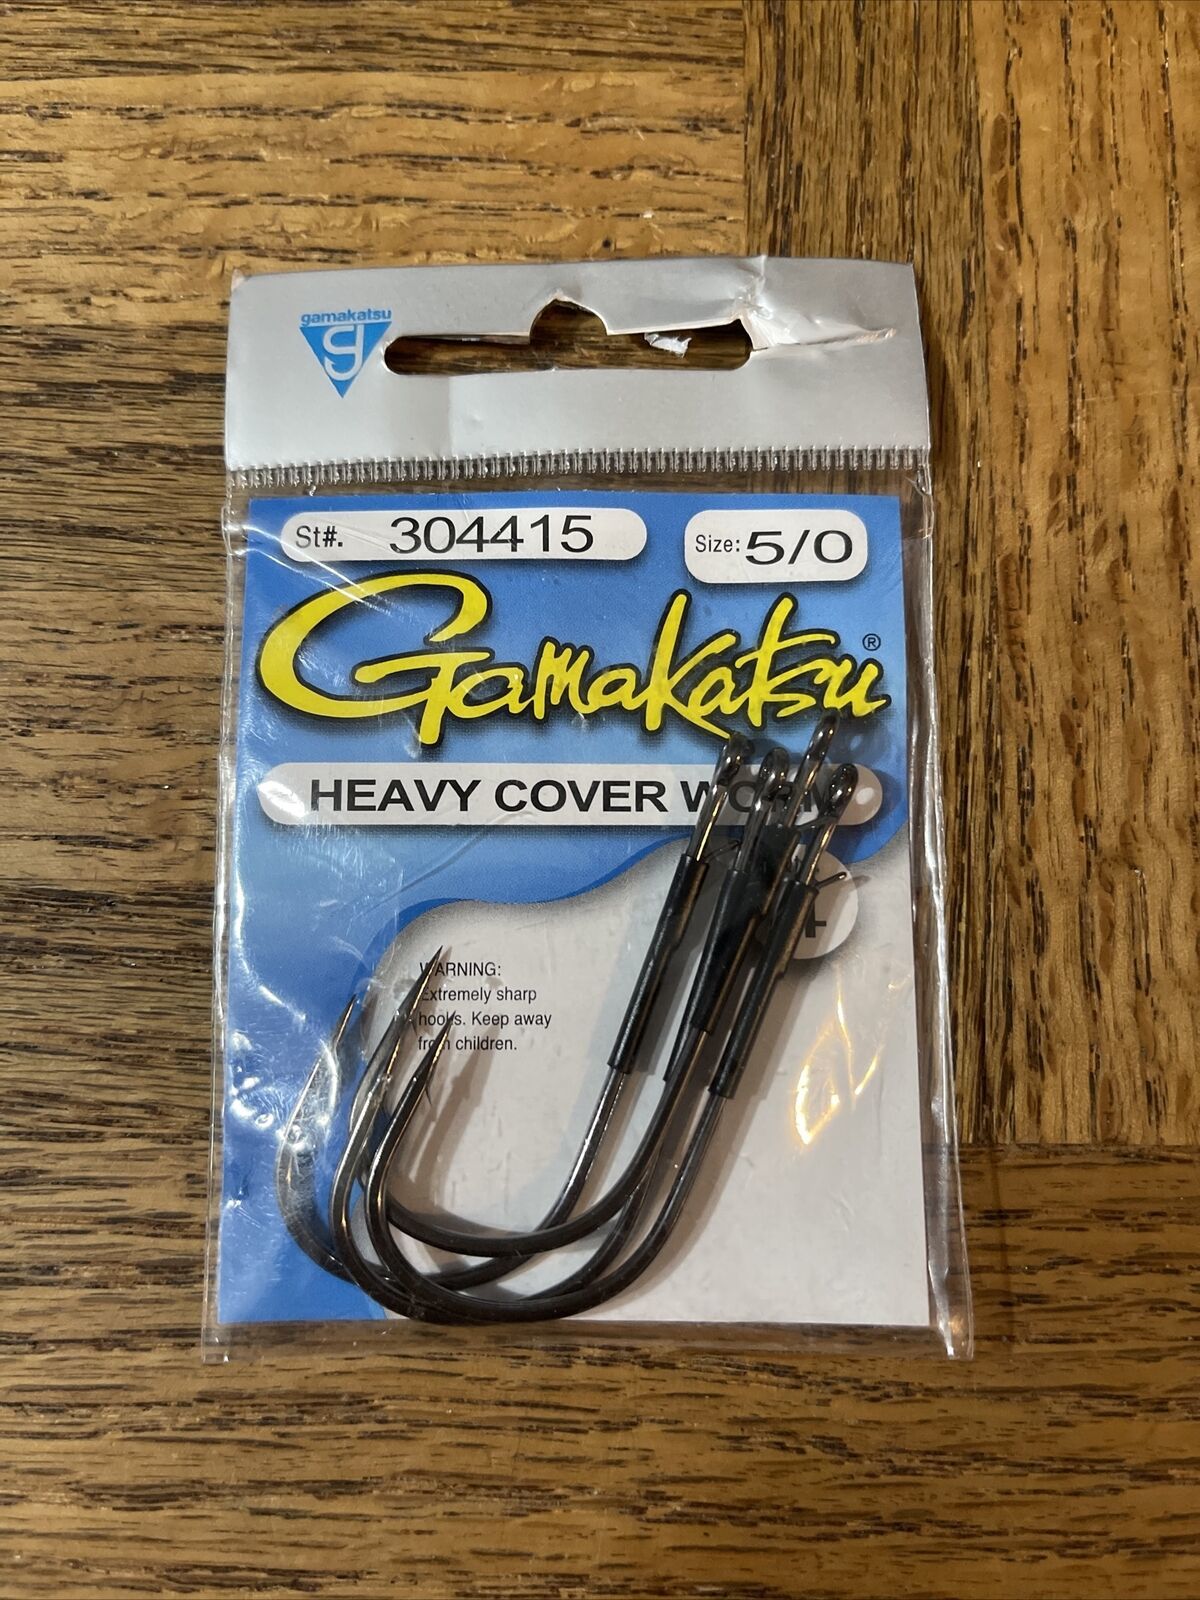 gamakatsu
g
St#. 304415
Size: 5/0
Gamakatsu®
HEAVY COVER WORM
WARNING:
Extremely sharp
hooks. Keep away
from children.